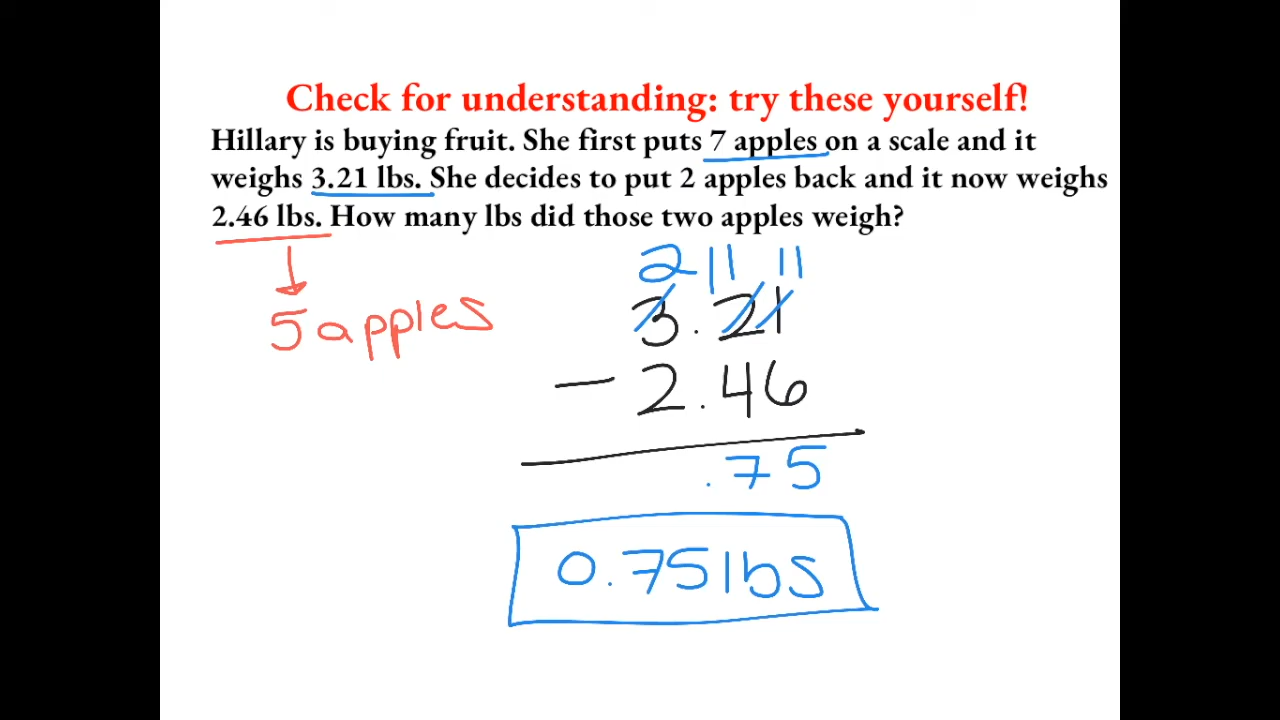 Check for understanding: try these yourself!
Hillary is buying fruit. She first puts 7 apples on a scale and it
weighs 3.21 lbs. She decides to put 2 apples back and it now weighs
2.46 lbs. How many lbs did those two apples weigh?
5 apples
2 11 11
3.21
- 2.46
.75
0.75 lbs